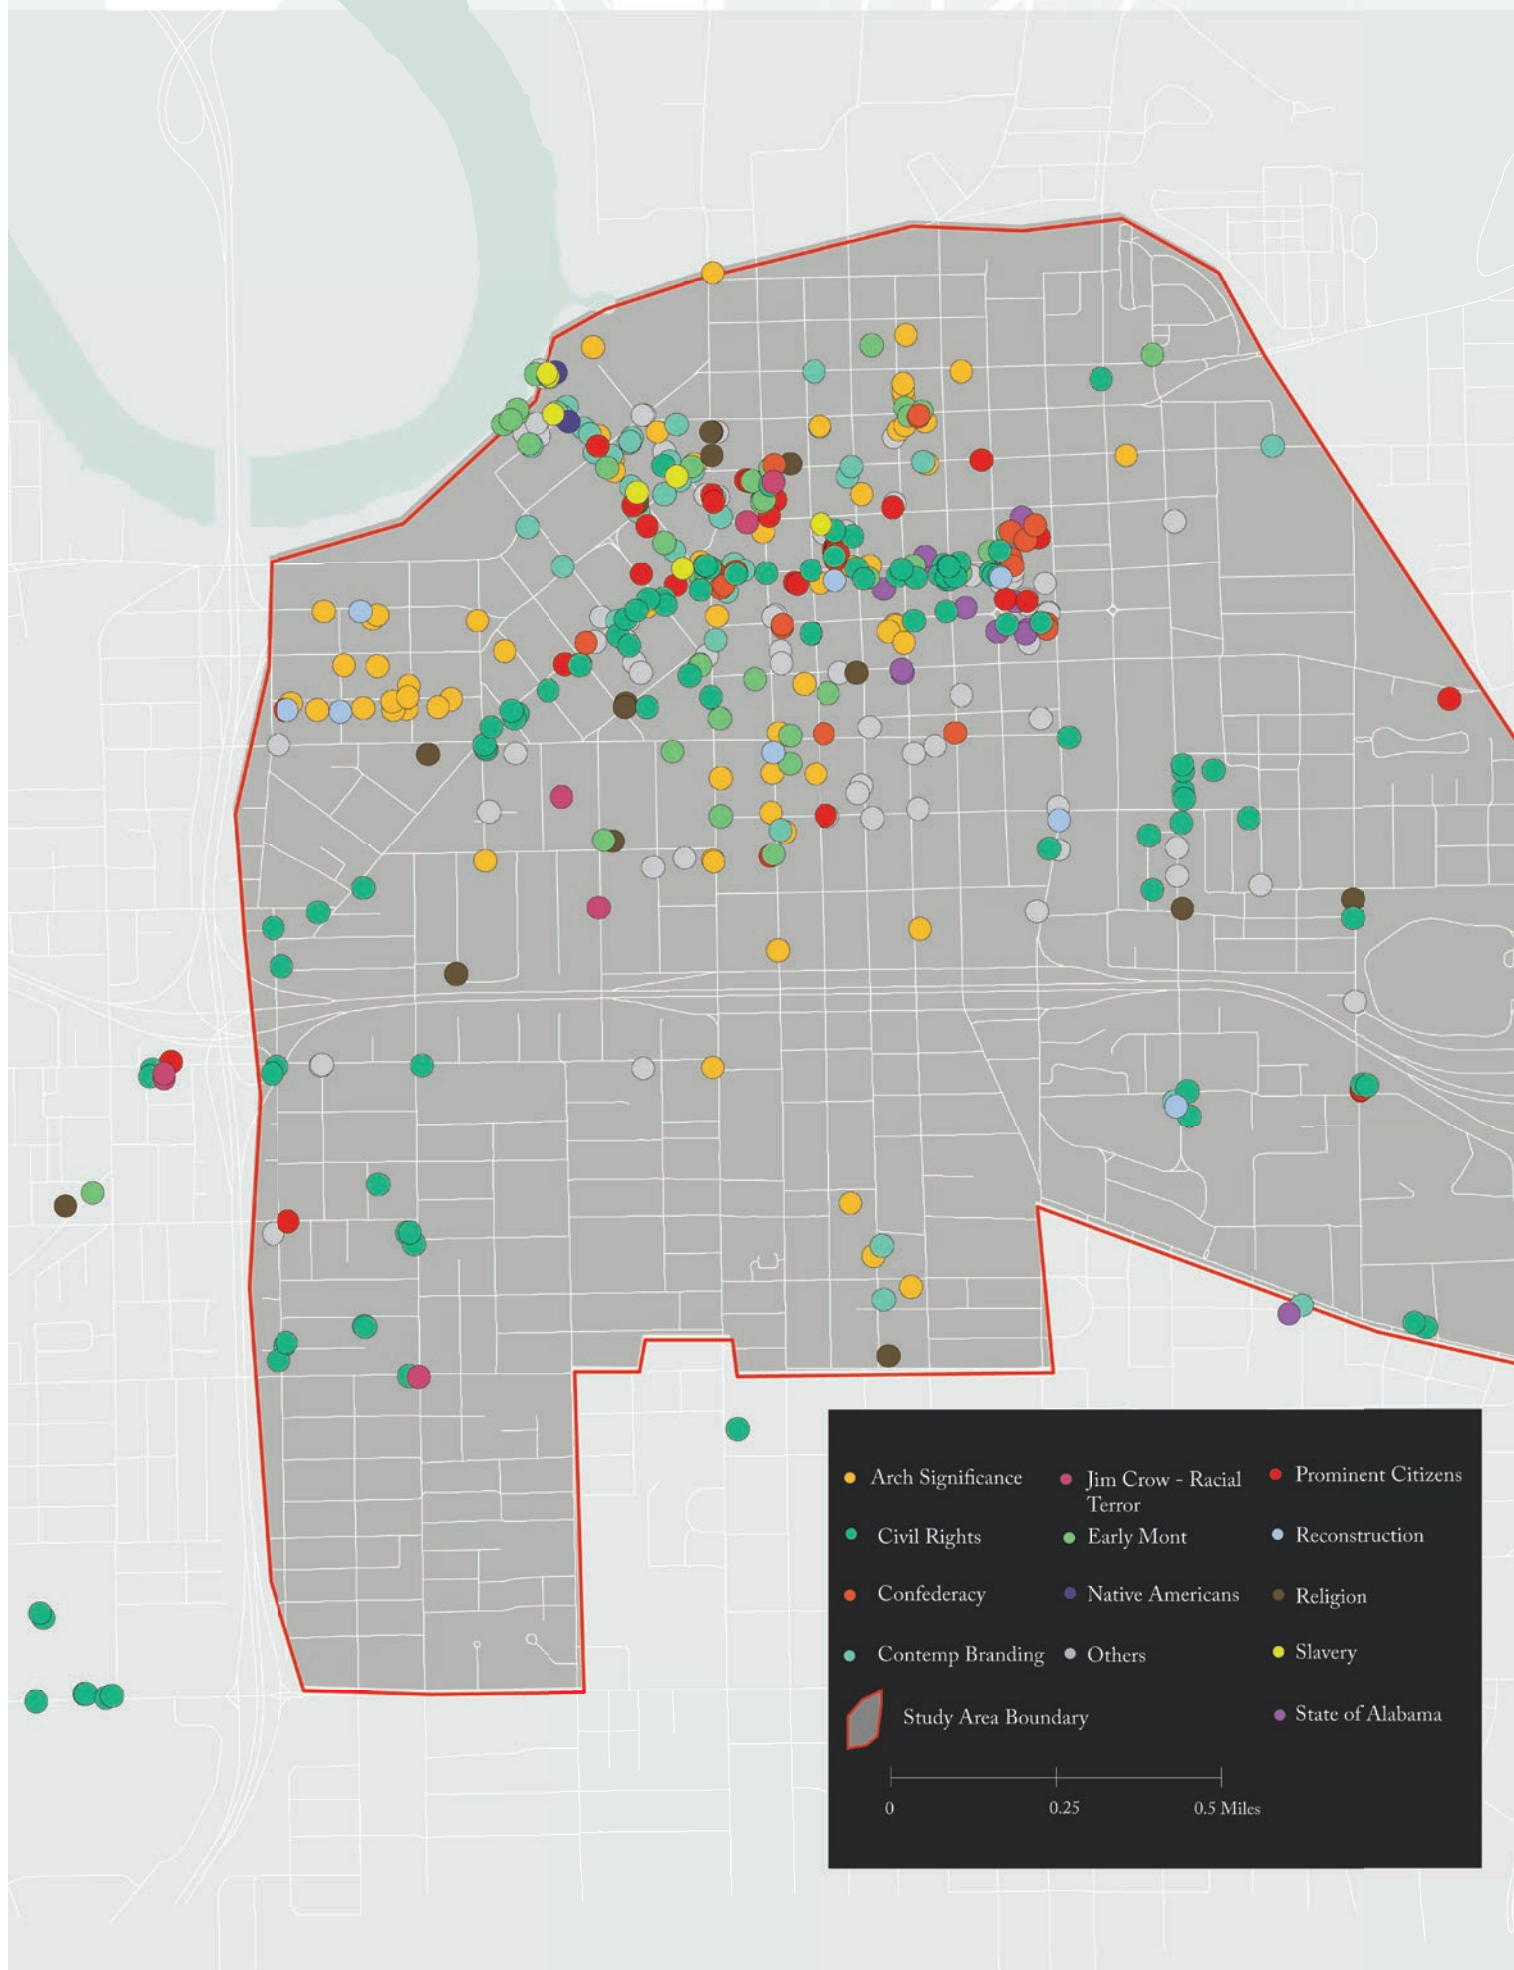 Arch Significance
Jim Crow - Racial
Terror
Prominent Citizens
Civil Rights
Early Mont
Reconstruction
Confederacy
Native Americans
Religion
Contemp Branding
Others
Slavery
Study Area Boundary
State of Alabama
0
0.25
0.5 Miles